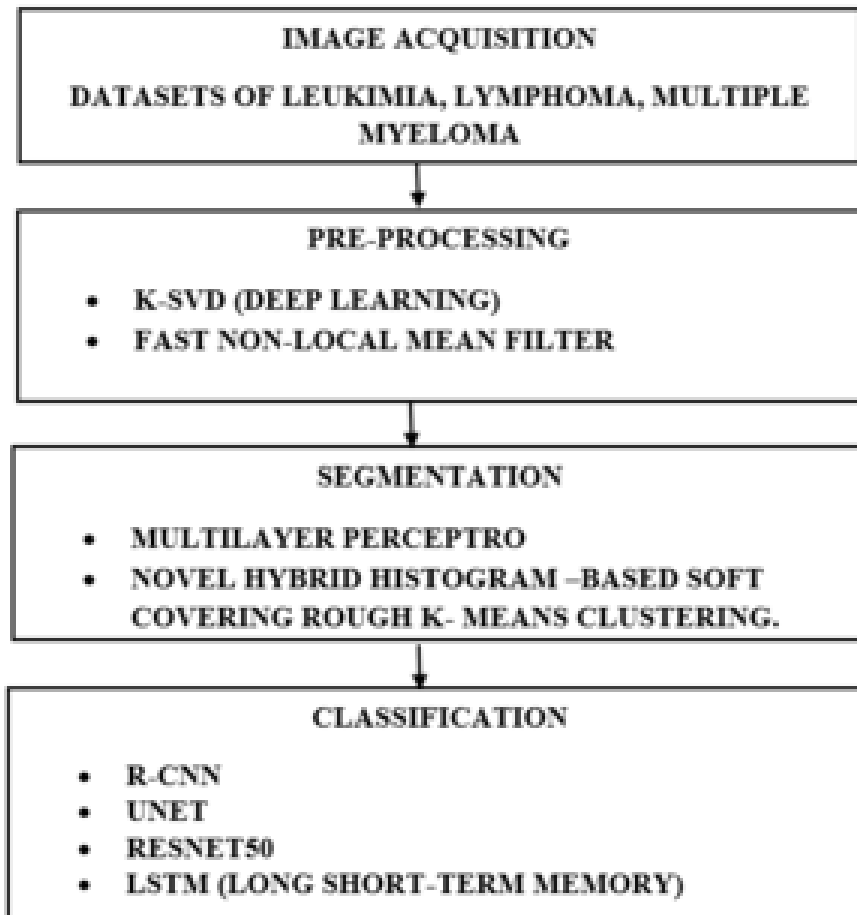 IMAGE ACQUISITION
DATASETS OF LEUKIMIA, LYMPHOMA, MULTIPLE
MYELOMA
PRE-PROCESSING
• K-SVD (DEEP LEARNING)
• FAST NON-LOCAL MEAN FILTER
SEGMENTATION
• MULTILAYER PERCEPTRO
• NOVEL HYBRID HISTOGRAM –BASED SOFT
COVERING ROUGH K- MEANS CLUSTERING.
CLASSIFICATION
• R-CNN
• UNET
• RESNET50
• LSTM (LONG SHORT-TERM MEMORY)